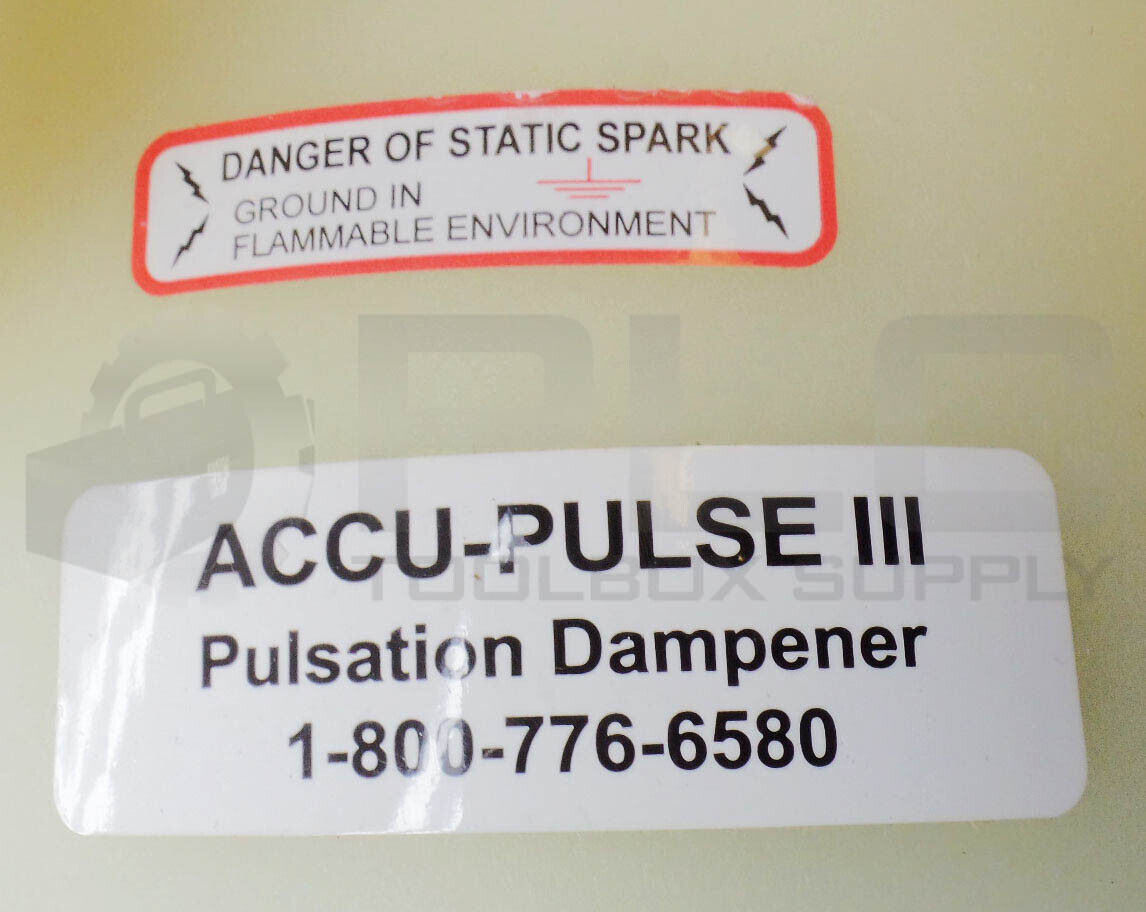 DANGER OF STATIC SPARK
GROUND IN
FLAMMABLE ENVIRONMENT
PLC
TOOLBOX SUPPLY
ACCU-PULSE III
Pulsation Dampener
1-800-776-6580